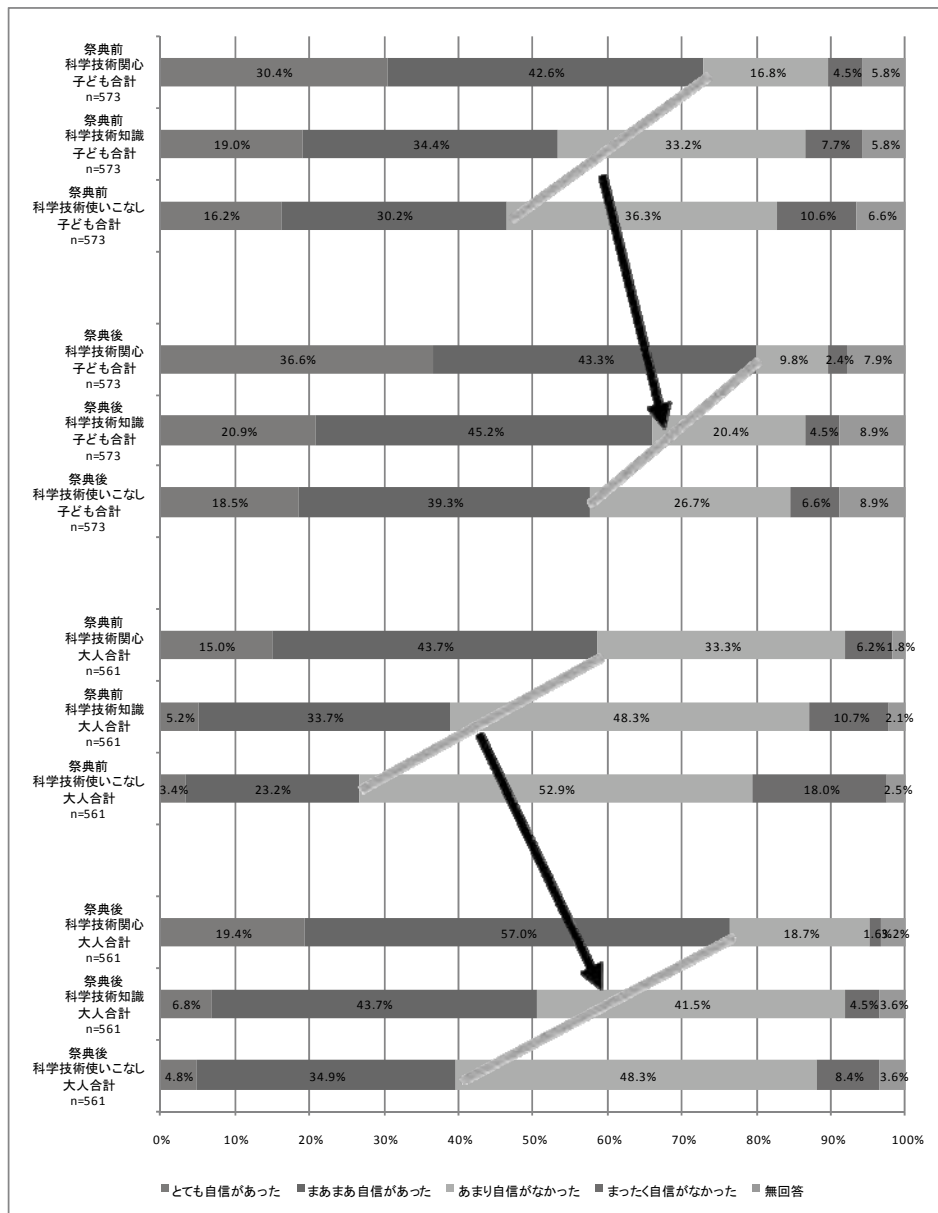 祭典前
科学技術関心
子ども合計
n=573
30.4% 42.6% 16.8% 4.5% 5.8%
祭典前
科学技術知識
子ども合計
n=573
19.0% 34.4% 33.2% 7.7% 5.8%
祭典前
科学技術使いこなし
子ども合計
n=573
16.2% 30.2% 36.3% 10.6% 6.6%
祭典後
科学技術関心
子ども合計
n=573
36.6% 43.3% 9.8% 2.4% 7.9%
祭典後
科学技術知識
子ども合計
n=573
20.9% 45.2% 20.4% 4.5% 8.9%
祭典後
科学技術使いこなし
子ども合計
n=573
18.5% 39.3% 26.7% 6.6% 8.9%
祭典前
科学技術関心
大人合計
n=561
15.0% 43.7% 33.3% 6.2% 1.8%
祭典前
科学技術知識
大人合計
n=561
5.2% 33.7% 48.3% 10.7% 2.1%
祭典前
科学技術使いこなし
大人合計
n=561
3.4% 23.2% 52.9% 18.0% 2.5%
祭典後
科学技術関心
大人合計
n=561
19.4% 57.0% 18.7% 1.6% 3.2%
祭典後
科学技術知識
大人合計
n=561
6.8% 43.7% 41.5% 4.5% 3.6%
祭典後
科学技術使いこなし
大人合計
n=561
4.8% 34.9% 48.3% 8.4% 3.6%
0% 10% 20% 30% 40% 50% 60% 70% 80% 90% 100%
とても自信があった まあまあ自信があった あまり自信がなかった まったく自信がなかった 無回答